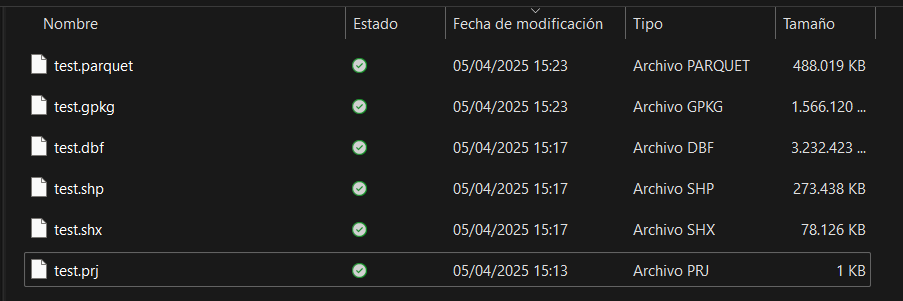 Nombre Estado Fecha de modificación Tipo Tamaño
test.parquet 05/04/2025 15:23 Archivo PARQUET 488.019 KB
test.gpkg 05/04/2025 15:23 Archivo GPKG 1.566.120 ...
test.dbf 05/04/2025 15:17 Archivo DBF 3.232.423 ...
test.shp 05/04/2025 15:17 Archivo SHP 273.438 KB
test.shx 05/04/2025 15:17 Archivo SHX 78.126 KB
test.prj 05/04/2025 15:13 Archivo PRJ 1 KB